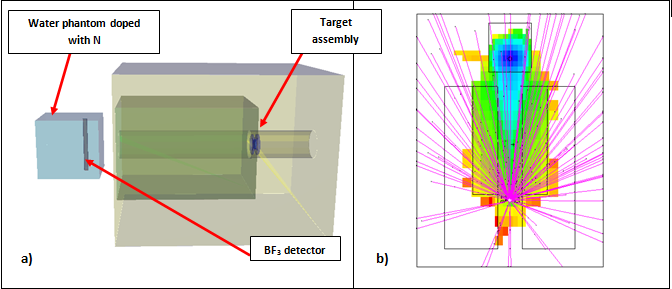 Water phantom doped
with N
Target
assembly
BF₃ detector
a)
b)